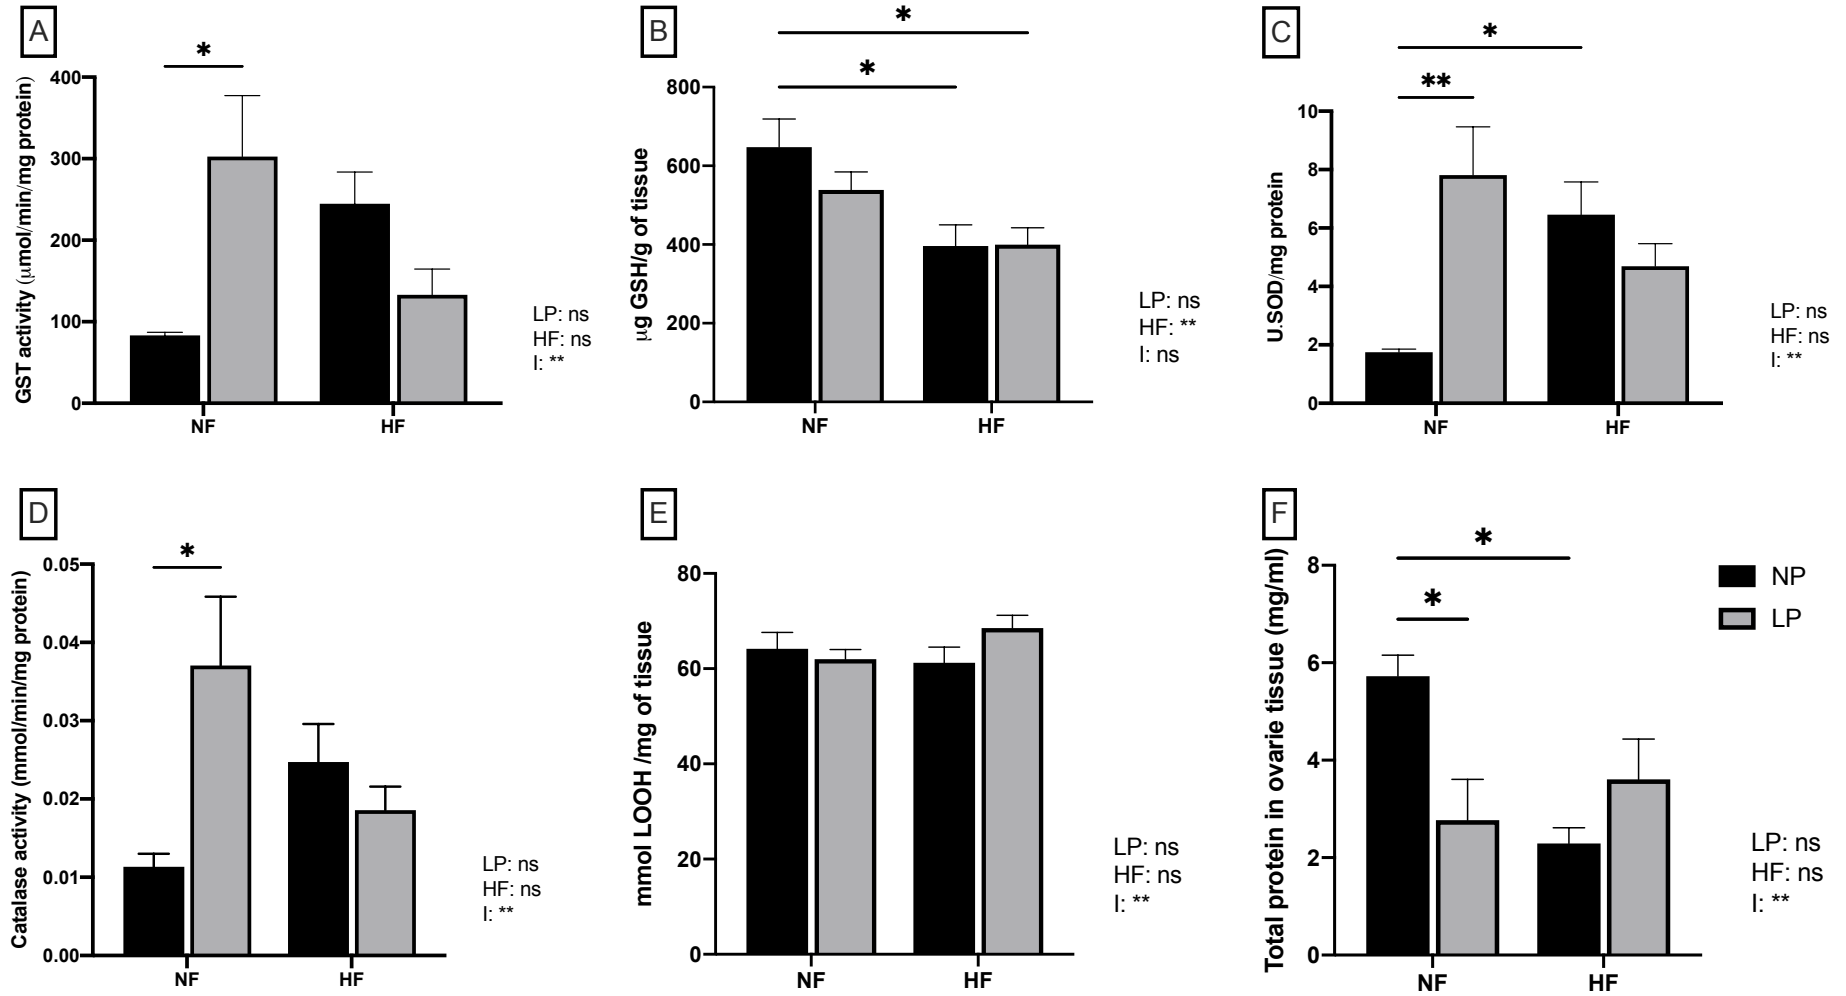 A
*
GST activity (µmol/min/mg protein)
400
300
200
100
0
NF
HF
LP: ns
HF: ns
I: **
B
*
*
µg GSH/g of tissue
800
600
400
200
0
NF
HF
LP: ns
HF: **
I: ns
C
*
**
U.SOD/mg protein
10
8
6
4
2
0
NF
HF
LP: ns
HF: ns
I: **
D
*
Catalase activity (mmol/min/mg protein)
0.05
0.04
0.03
0.02
0.01
0.00
NF
HF
LP: ns
HF: ns
I: **
E
mmol LOOH /mg of tissue
80
60
40
20
0
NF
HF
LP: ns
HF: ns
I: **
F
*
*
Total protein in ovarie tissue (mg/ml)
8
6
4
2
0
NF
HF
NP
LP
LP: ns
HF: ns
I: **